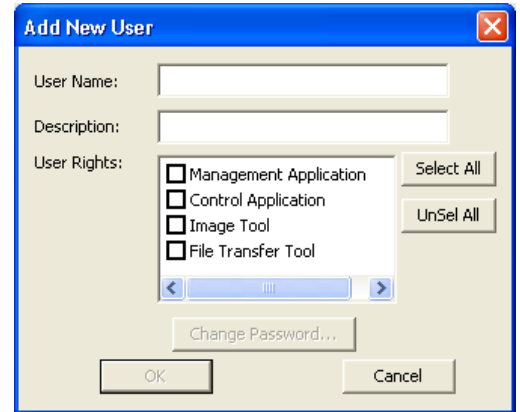 Add New User
User Name:
Description:
User Rights:
Management Application
Control Application
Image Tool
File Transfer Tool
Select All
UnSel All
Change Password...
OK
Cancel